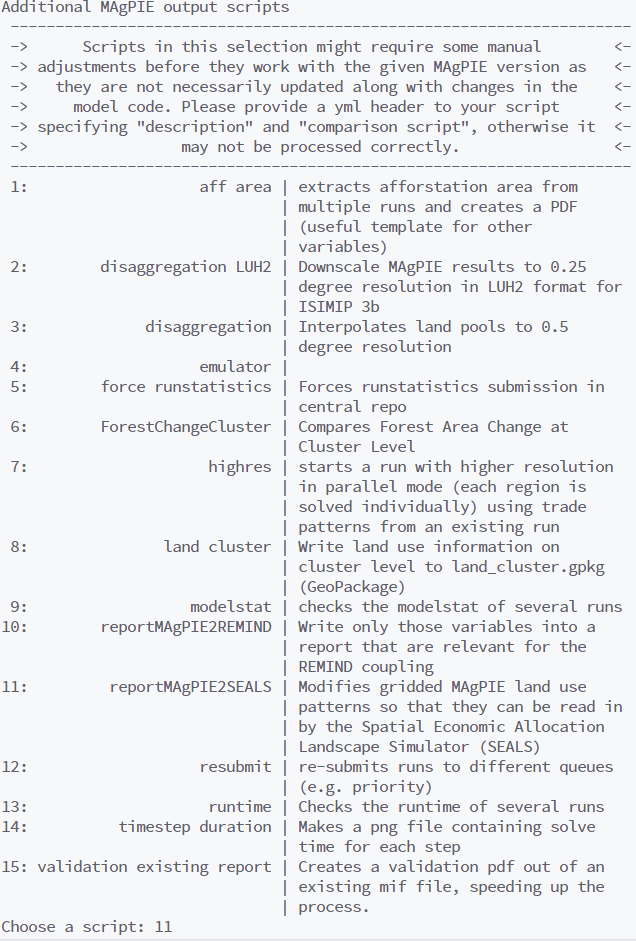 Additional MAgPIE output scripts
----------------------------------------------------------------------
->      Scripts in this selection might require some manual        <-
-> adjustments before they work with the given MAgPIE version as   <-
->   they are not necessarily updated along with changes in the    <-
->     model code. Please provide a yml header to your script      <-
-> specifying "description" and "comparison script", otherwise it  <-
->                 may not be processed correctly.                 <-
----------------------------------------------------------------------
 1:                   aff area | extracts afforstation area from
                               | multiple runs and creates a PDF
                               | (useful template for other
                               | variables)
 2:        disaggregation LUH2 | Downscale MAgPIE results to 0.25
                               | degree resolution in LUH2 format for
                               | ISIMIP 3b
 3:             disaggregation | Interpolates land pools to 0.5
                               | degree resolution
 4:                   emulator |
 5:        force runstatistics | Forces runstatistics submission in
                               | central repo
 6:        ForestChangeCluster | Compares Forest Area Change at
                               | Cluster Level
 7:                    highres | starts a run with higher resolution
                               | in parallel mode (each region is
                               | solved individually) using trade
                               | patterns from an existing run
 8:               land cluster | Write land use information on
                               | cluster level to land_cluster.gpkg
                               | (GeoPackage)
 9:                  modelstat | checks the modelstat of several runs
10:        reportMAgPIE2REMIND | Write only those variables into a
                               | report that are relevant for the
                               | REMIND coupling
11:         reportMAgPIE2SEALS | Modifies gridded MAgPIE land use
                               | patterns so that they can be read in
                               | by the Spatial Economic Allocation
                               | Landscape Simulator (SEALS)
12:                   resubmit | re-submits runs to different queues
                               | (e.g. priority)
13:                    runtime | Checks the runtime of several runs
14:          timestep duration | Makes a png file containing solve
                               | time for each step
15: validation existing report | Creates a validation pdf out of an
                               | existing mif file, speeding up the
                               | process.
Choose a script: 11